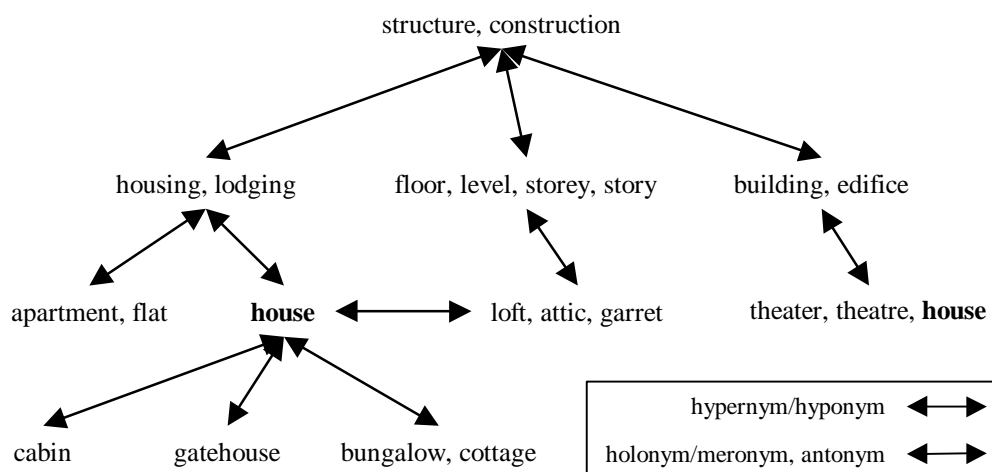 structure, construction
housing, lodging
floor, level, storey, story
building, edifice
apartment, flat
house
loft, attic, garret
theater, theatre, house
cabin
gatehouse
bungalow, cottage
hypernym/hyponym
holonym/meronym, antonym